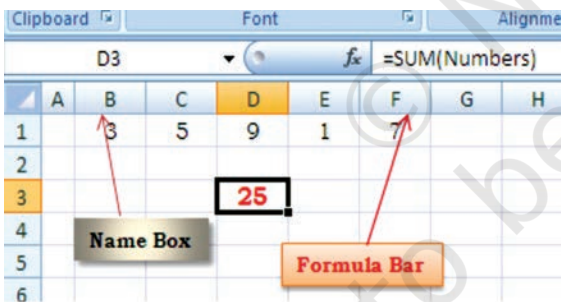 Clipboard Font Alignme
D3 fx =SUM(Numbers)
A B C D E F G H
1 3 5 9 1 7
2
3 25
4
Name Box
5 Formula Bar
6